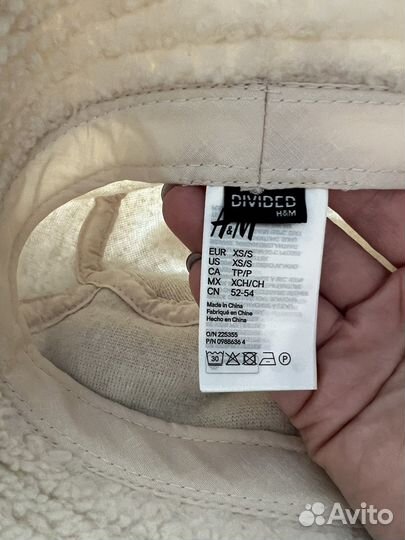 DIVIDED
H&M
H&M
EUR XS/S
US XS/S
CA TP/P
MX XCH/CH
CN 52-54
Made in China
Fabriqué en Chine
Hecho en China
O/N 225355
P/N 0988636 4
30
P
Avito